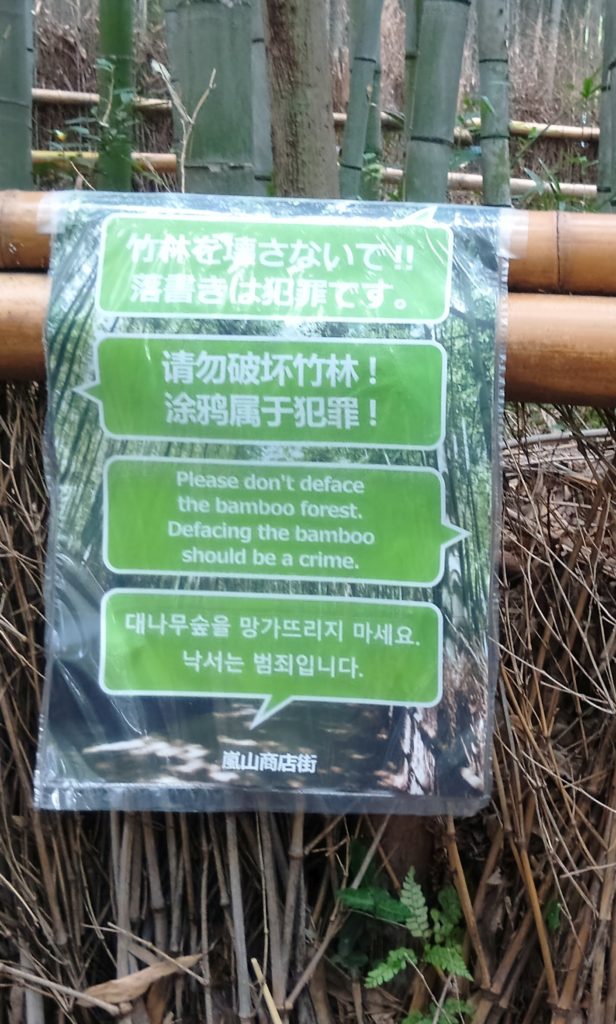 竹林を壊さないで!!
落書きは犯罪です。
请勿破坏竹林！
涂鸦属于犯罪！
Please don't deface
the bamboo forest.
Defacing the bamboo
should be a crime.
대나무숲을 망가뜨리지 마세요.
낙서는 범죄입니다.
嵐山商店街